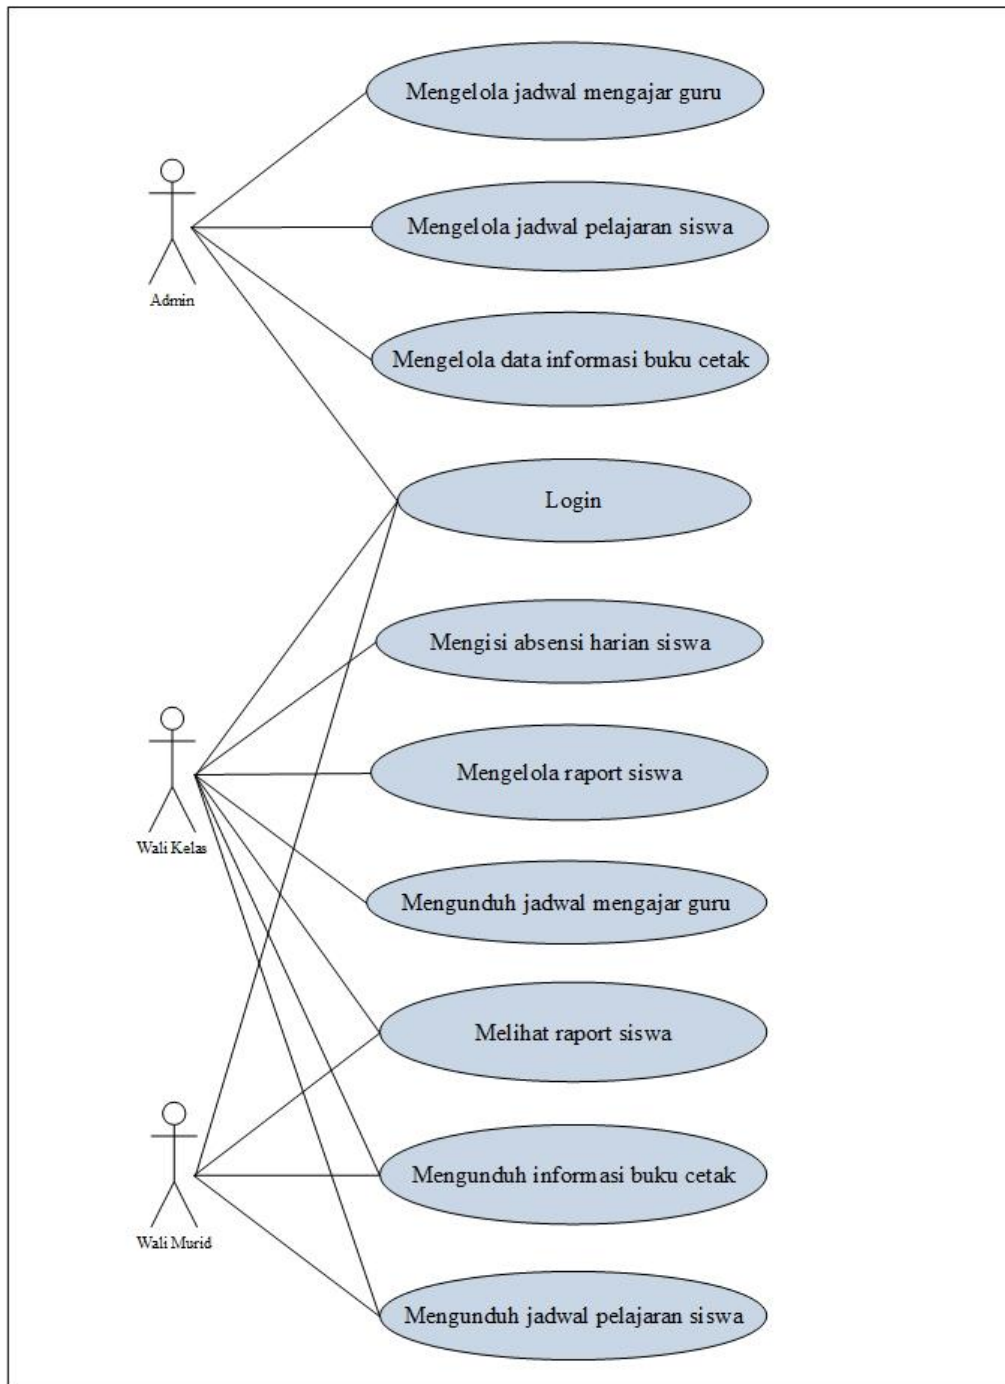 Mengelola jadwal mengajar guru
Mengelola jadwal pelajaran siswa
Admin
Mengelola data informasi buku cetak
Login
Mengisi absensi harian siswa
Mengelola raport siswa
Wali Kelas
Mengunduh jadwal mengajar guru
Melihat raport siswa
Mengunduh informasi buku cetak
Wali Murid
Mengunduh jadwal pelajaran siswa